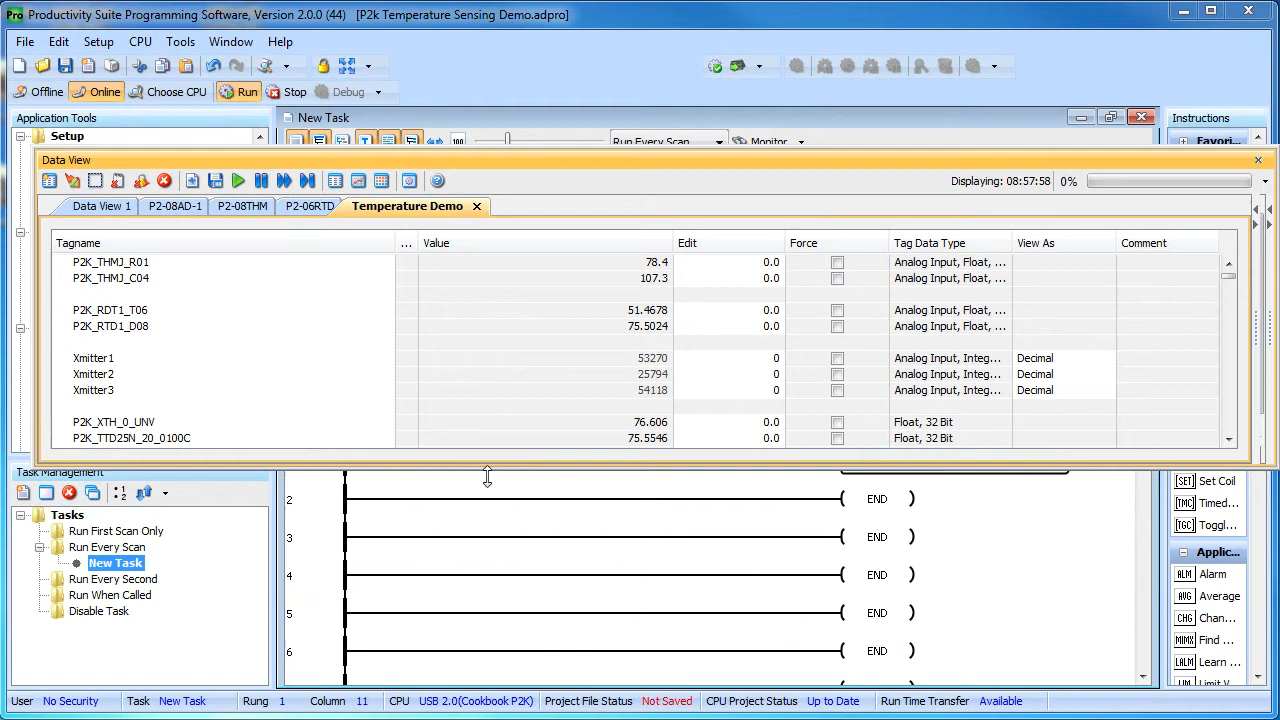 Pro Productivity Suite Programming Software, Version 2.0.0 (44) [P2k Temperature Sensing Demo.adpro]
File Edit Setup CPU Tools Window Help
Offline Online Choose CPU Run Stop Debug
Application Tools
Setup
New Task
100 Run Every Scan Monitor
Instructions
Favori...
Data View
Displaying: 08:57:58 0%
Data View 1 P2-08AD-1 P2-08THM P2-06RTD Temperature Demo
Tagname ... Value Edit Force Tag Data Type View As Comment
P2K_THMJ_R01 78.4 0.0 Analog Input, Float, ...
P2K_THMJ_C04 107.3 0.0 Analog Input, Float, ...
P2K_RDT1_T06 51.4678 0.0 Analog Input, Float, ...
P2K_RTD1_D08 75.5024 0.0 Analog Input, Float, ...
Xmitter1 53270 0 Analog Input, Integ... Decimal
Xmitter2 25794 0 Analog Input, Integ... Decimal
Xmitter3 54118 0 Analog Input, Integ... Decimal
P2K_XTH_0_UNV 76.606 0.0 Float, 32 Bit
P2K_TTD25N_20_0100C 75.5546 0.0 Float, 32 Bit
Task Management
Tasks
Run First Scan Only
Run Every Scan
New Task
Run Every Second
Run When Called
Disable Task
2 END
3 END
4 END
5 END
6 END
SET Set Coil
TMC Timed...
TGC Toggl...
Applic...
ALM Alarm
AVG Average
CHG Chan...
MIMX Find ...
LALM Learn ...
LIM Limit V...
User No Security Task New Task Rung 1 Column 11 CPU USB 2.0(Cookbook P2K) Project File Status Not Saved CPU Project Status Up to Date Run Time Transfer Available